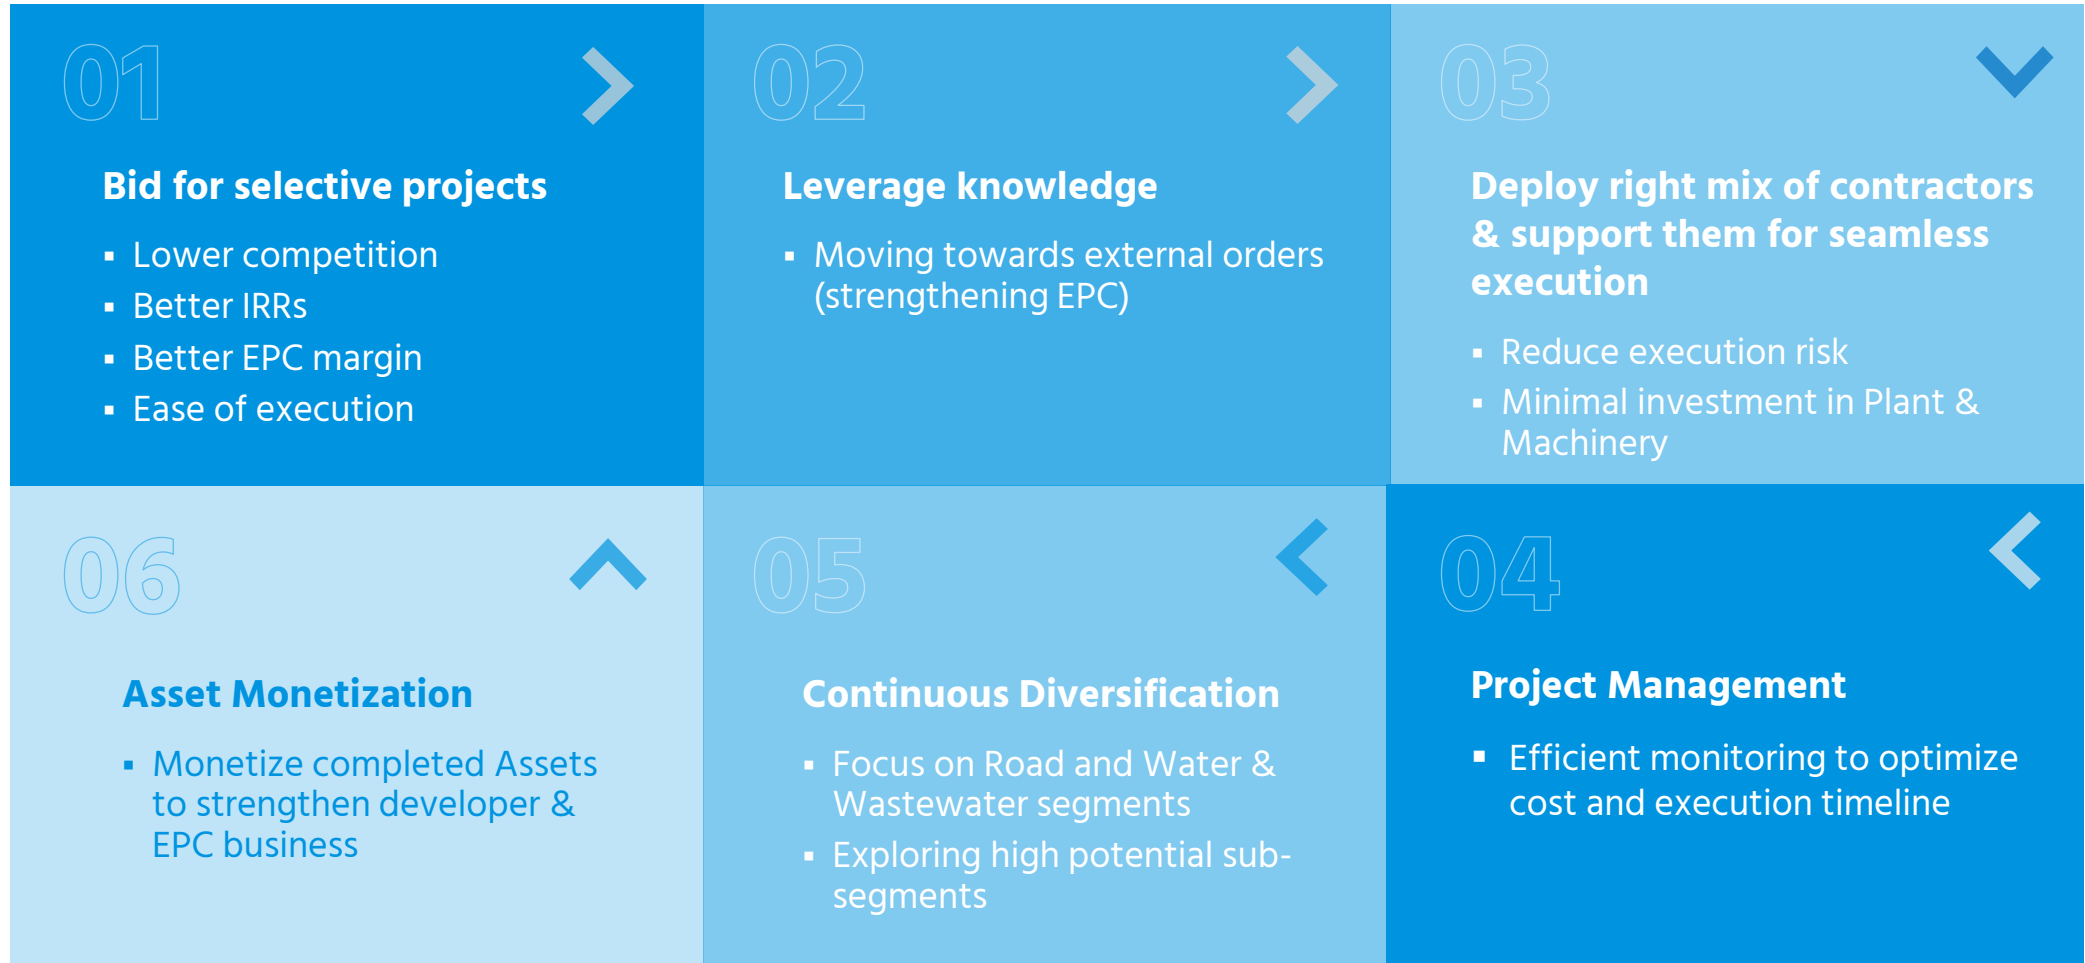 01
Bid for selective projects
▪ Lower competition
▪ Better IRRs
▪ Better EPC margin
▪ Ease of execution
02
Leverage knowledge
▪ Moving towards external orders
(strengthening EPC)
03
Deploy right mix of contractors
& support them for seamless
execution
▪ Reduce execution risk
▪ Minimal investment in Plant &
Machinery
04
Project Management
▪ Efficient monitoring to optimize
cost and execution timeline
05
Continuous Diversification
▪ Focus on Road and Water &
Wastewater segments
▪ Exploring high potential sub-
segments
06
Asset Monetization
▪ Monetize completed Assets
to strengthen developer &
EPC business